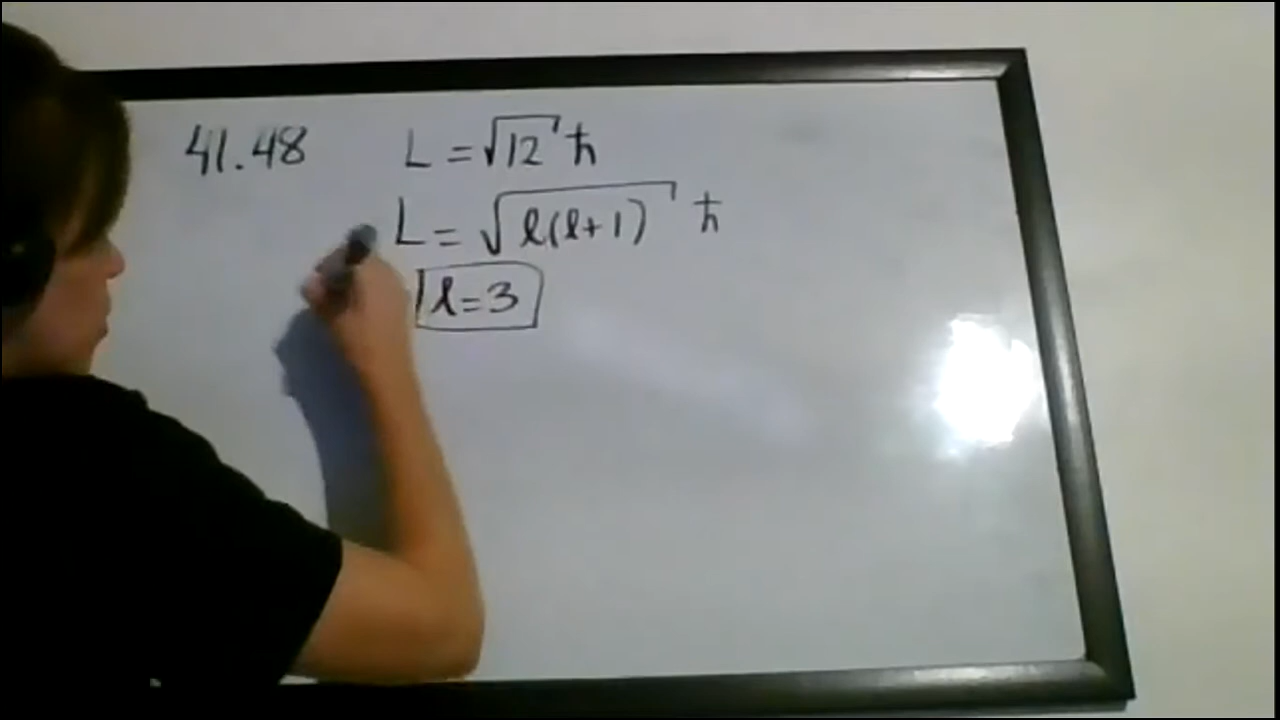 41.48 L = √12 ħ
L = √ℓ(ℓ+1) ħ
ℓ=3